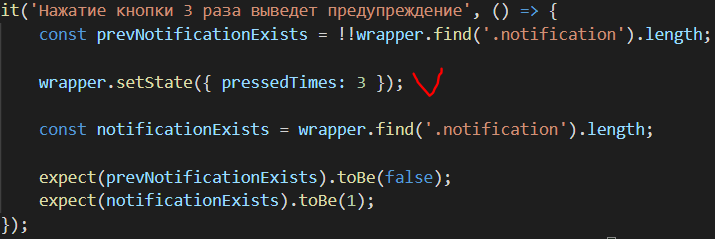 it('Нажатие кнопки 3 раза выведет предупреждение', () => {
const prevNotificationExists = !!wrapper.find('.notification').length;
wrapper.setState({ pressedTimes: 3 });
const notificationExists = wrapper.find('.notification').length;
expect(prevNotificationExists).toBe(false);
expect(notificationExists).toBe(1);
});